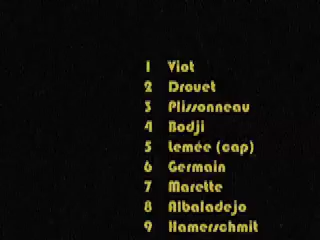 1 Viot
2 Drouet
3 Plissonneau
4 Bodji
5 Lemée (cap)
6 Germain
7 Marette
8 Albaladejo
9 Hamerschmit